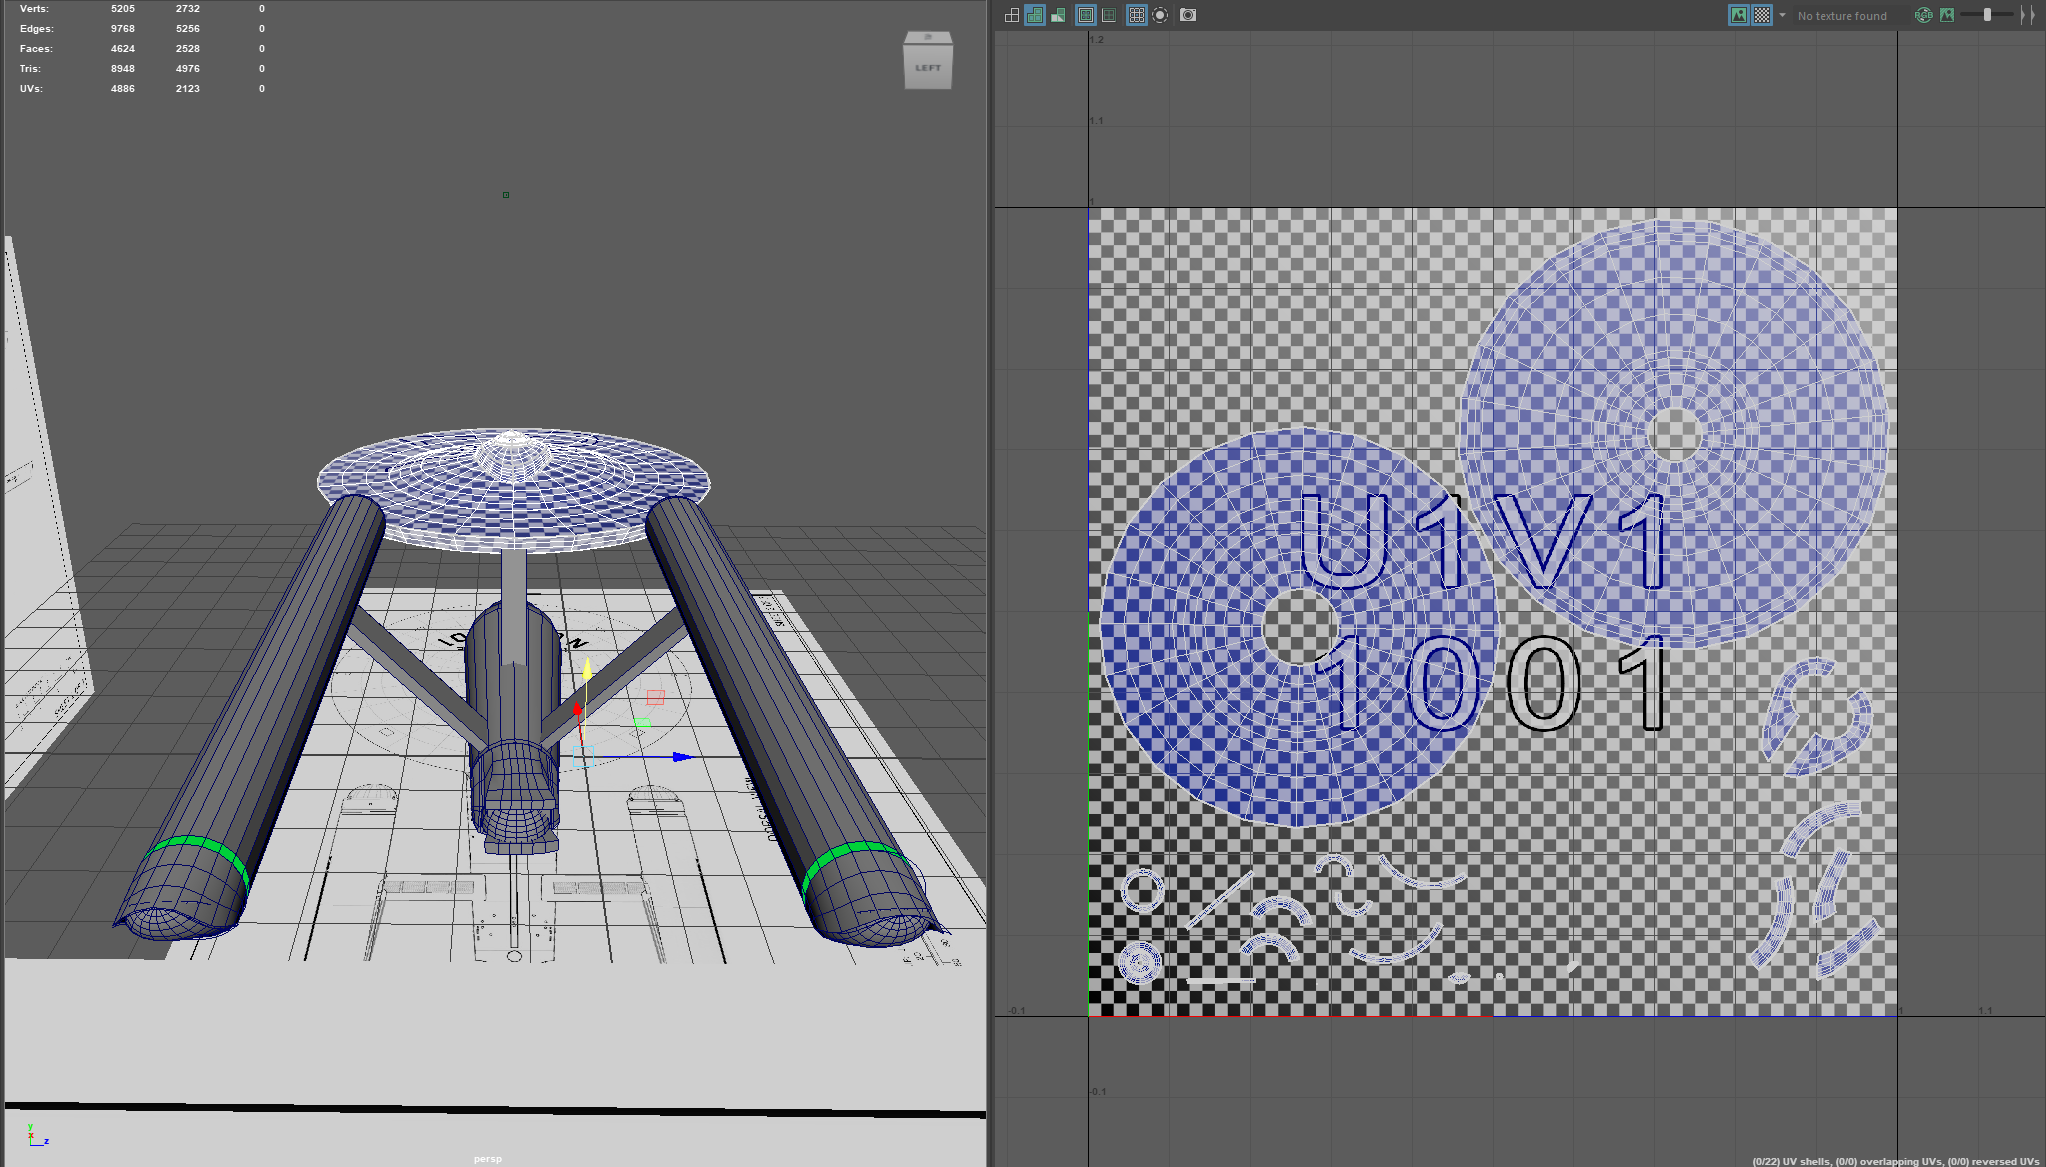 Verts: 5205 2732 0
Edges: 9768 5256 0
Faces: 4624 2528 0
Tris: 8948 4976 0
UVs: 4886 2123 0
LEFT
persp
y
x
z
No texture found
RGB
1.2
1.1
1
U1V1
1001
-0.1
1
1.1
-0.1
(0/22) UV shells, (0/0) overlapping UVs, (0/0) reversed UVs